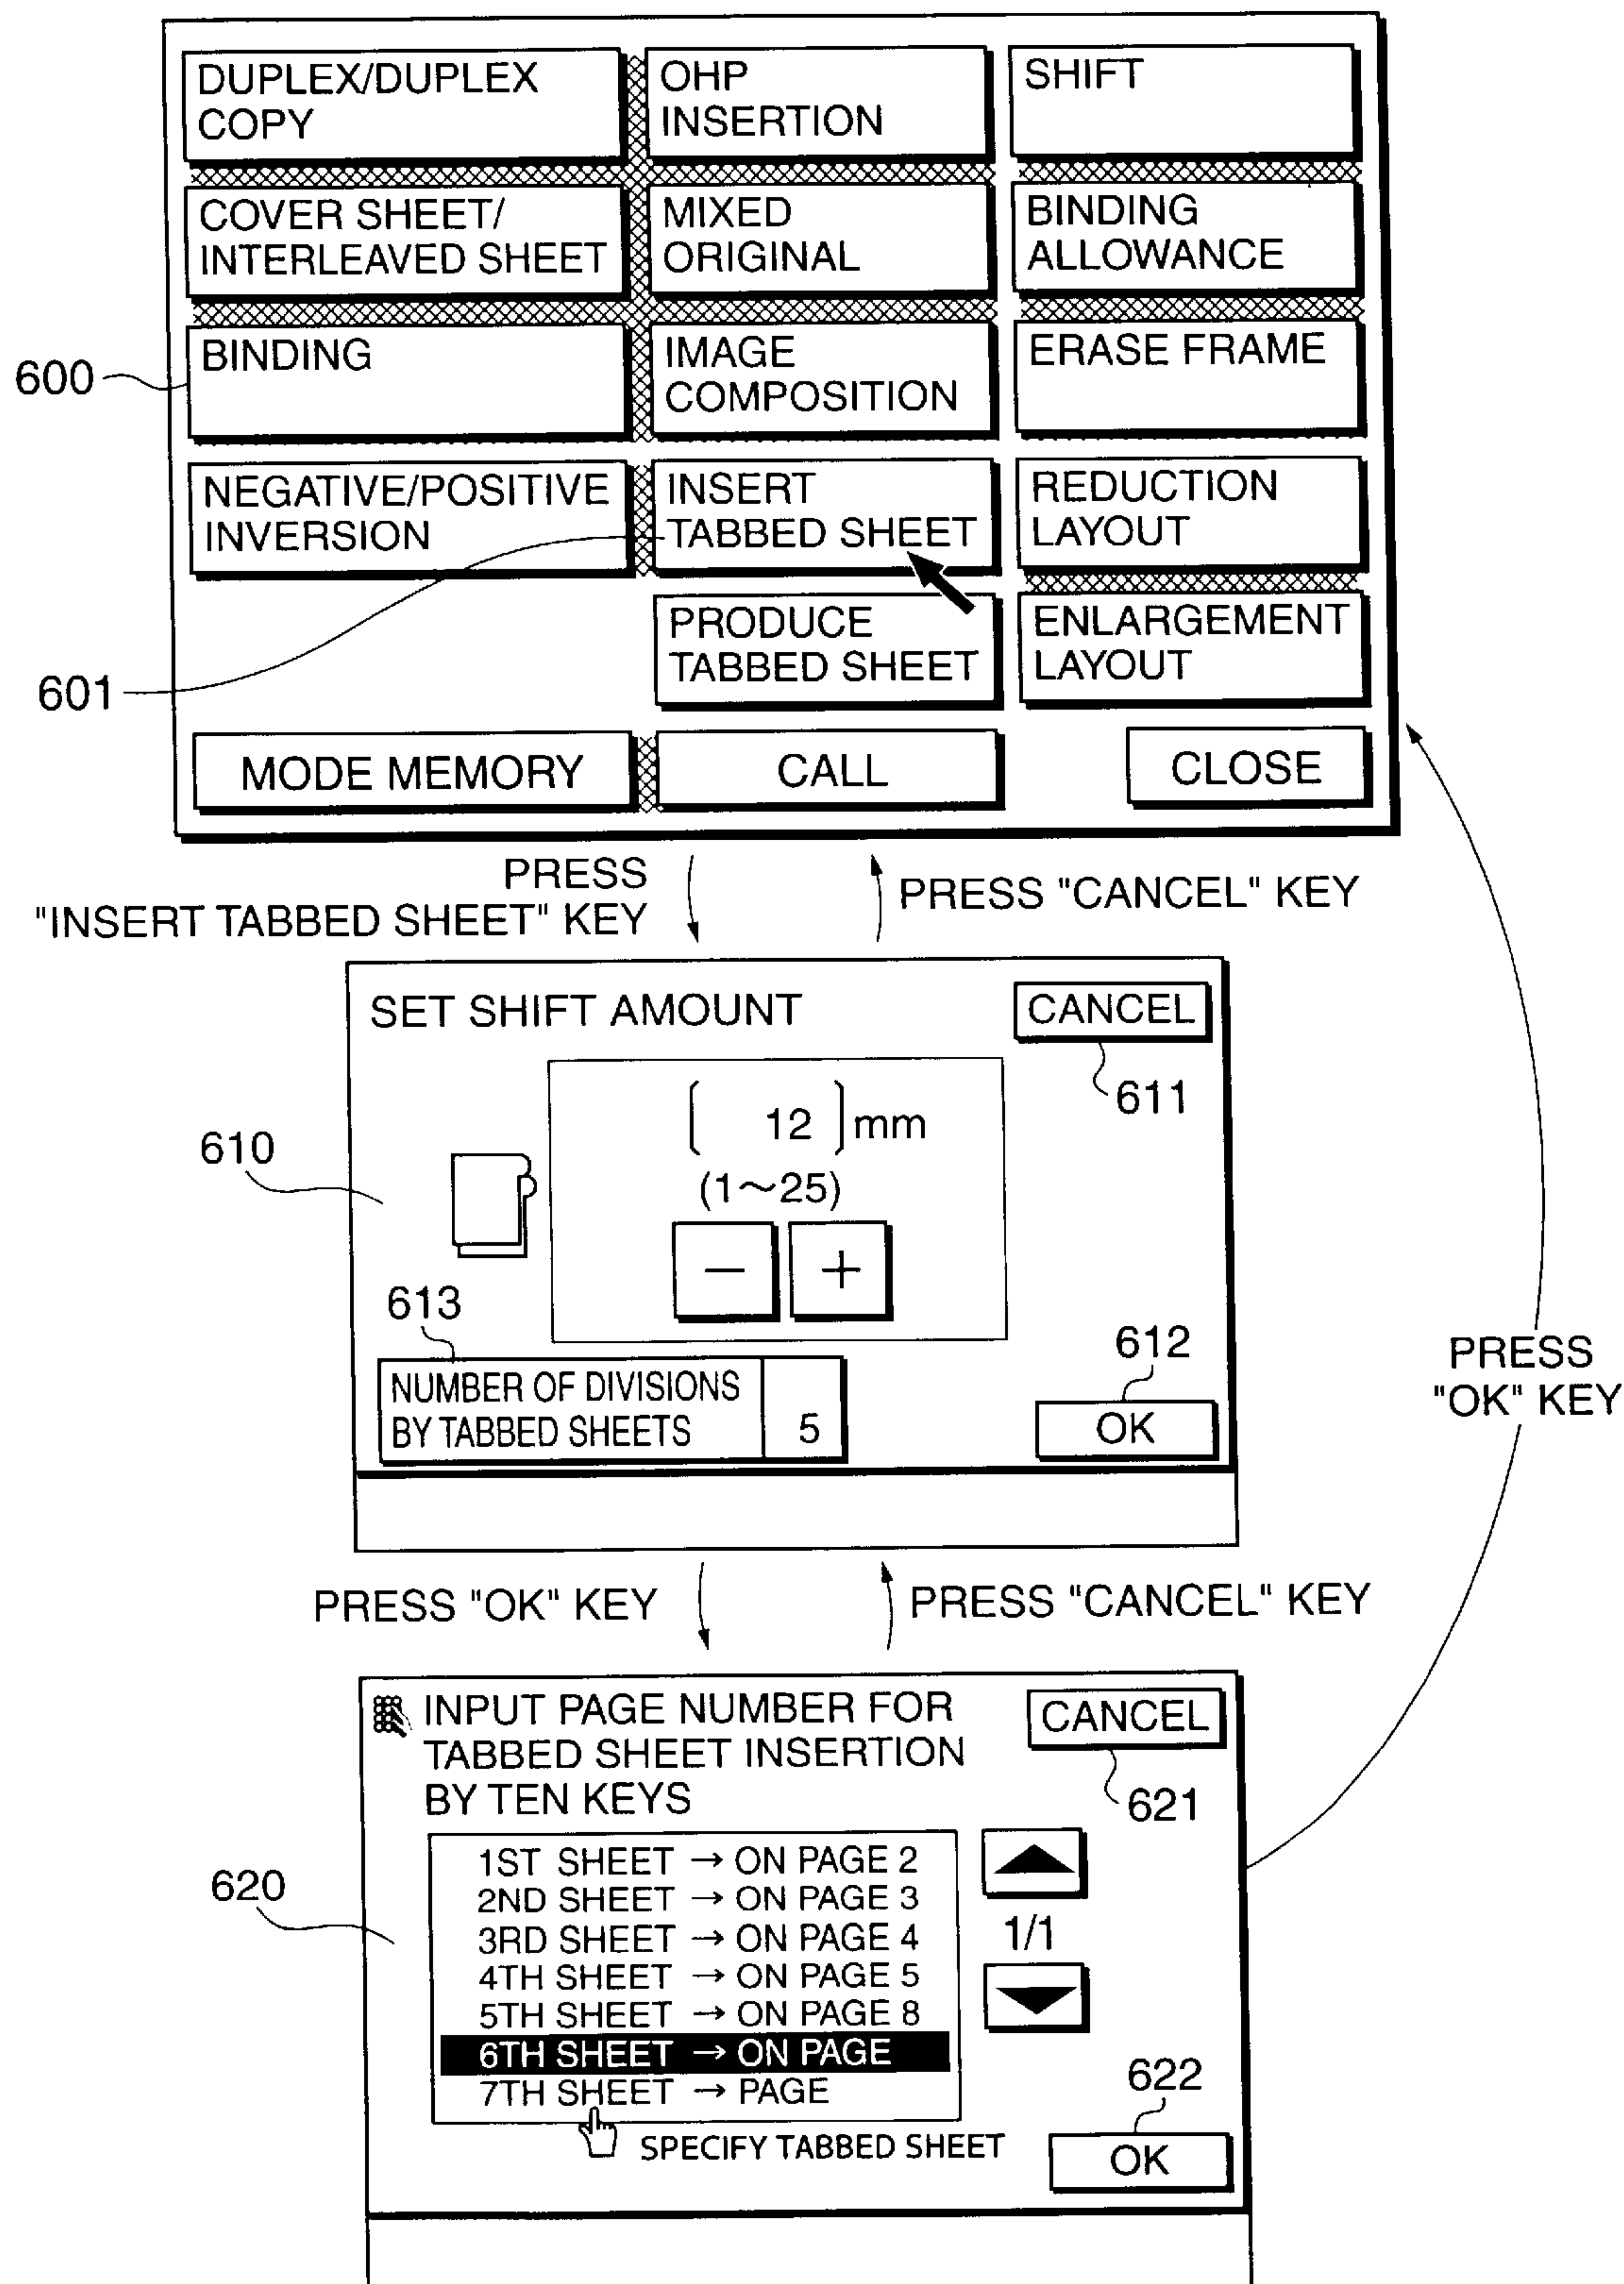 DUPLEX/DUPLEX
COPY
OHP
INSERTION
SHIFT
COVER SHEET/
INTERLEAVED SHEET
MIXED
ORIGINAL
BINDING
ALLOWANCE
600
BINDING
IMAGE
COMPOSITION
ERASE FRAME
NEGATIVE/POSITIVE
INVERSION
INSERT
TABBED SHEET
REDUCTION
LAYOUT
601
PRODUCE
TABBED SHEET
ENLARGEMENT
LAYOUT
MODE MEMORY
CALL
CLOSE
PRESS
"INSERT TABBED SHEET" KEY
PRESS "CANCEL" KEY
SET SHIFT AMOUNT
CANCEL
611
610
[ 12 ] mm
(1～25)
− +
613
NUMBER OF DIVISIONS
BY TABBED SHEETS
5
612
OK
PRESS
"OK" KEY
PRESS "OK" KEY
PRESS "CANCEL" KEY
INPUT PAGE NUMBER FOR
TABBED SHEET INSERTION
BY TEN KEYS
CANCEL
621
620
1ST SHEET → ON PAGE 2
2ND SHEET → ON PAGE 3
3RD SHEET → ON PAGE 4
4TH SHEET → ON PAGE 5
5TH SHEET → ON PAGE 8
6TH SHEET → ON PAGE
7TH SHEET → PAGE
1/1
SPECIFY TABBED SHEET
622
OK